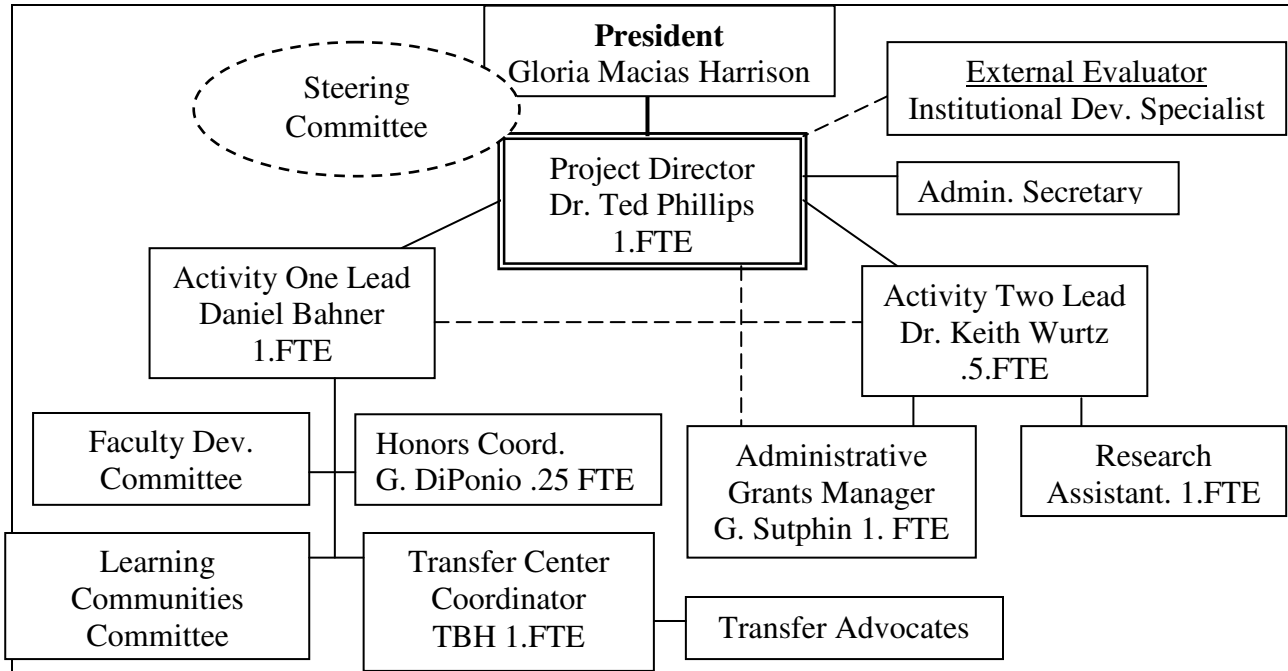 President
Gloria Macias Harrison
Steering
Committee
External Evaluator
Institutional Dev. Specialist
Project Director
Dr. Ted Phillips
1.FTE
Admin. Secretary
Activity One Lead
Daniel Bahner
1.FTE
Activity Two Lead
Dr. Keith Wurtz
.5.FTE
Faculty Dev.
Committee
Honors Coord.
G. DiPonio .25 FTE
Administrative
Grants Manager
G. Sutphin 1. FTE
Research
Assistant. 1.FTE
Learning
Communities
Committee
Transfer Center
Coordinator
TBH 1.FTE
Transfer Advocates